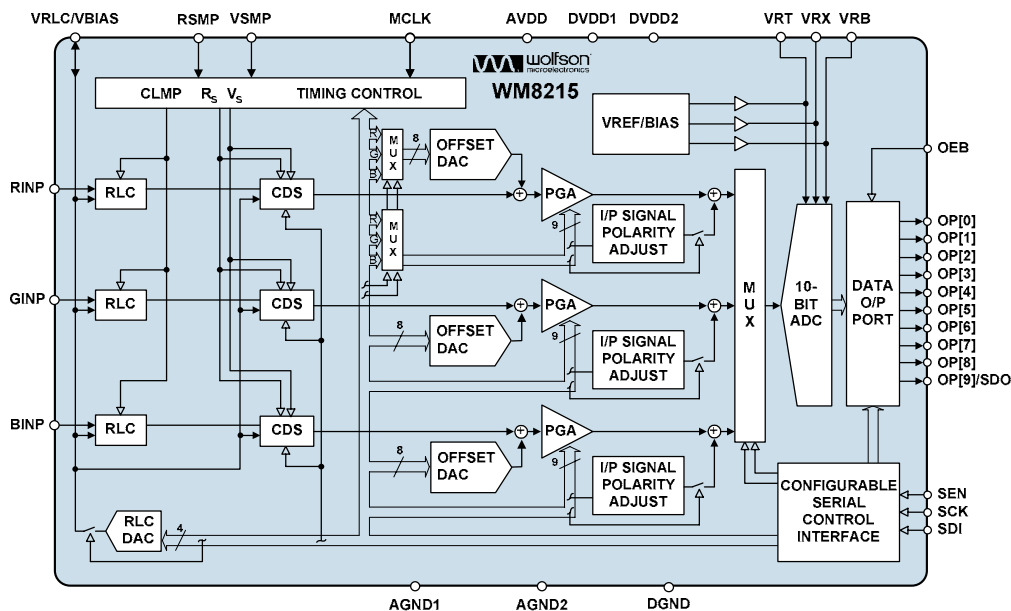 VRLC/VBIAS
RSMP
VSMP
MCLK
AVDD
DVDD1
DVDD2
VRT
VRX
VRB
wolfson
microelectronics
WM8215
CLMP
RS
VS
TIMING CONTROL
VREF/BIAS
R
G
B
MUX
8
OFFSET
DAC
OEB
RINP
RLC
CDS
+
PGA
+
9
I/P SIGNAL
POLARITY
ADJUST
R
G
B
MUX
OP[0]
OP[1]
OP[2]
OP[3]
OP[4]
OP[5]
OP[6]
OP[7]
OP[8]
OP[9]/SDO
GINP
RLC
CDS
+
PGA
+
MUX
10-
BIT
ADC
DATA
O/P
PORT
8
OFFSET
DAC
9
I/P SIGNAL
POLARITY
ADJUST
BINP
RLC
CDS
+
PGA
+
8
OFFSET
DAC
9
I/P SIGNAL
POLARITY
ADJUST
CONFIGURABLE
SERIAL
CONTROL
INTERFACE
SEN
SCK
SDI
RLC
DAC
4
AGND1
AGND2
DGND